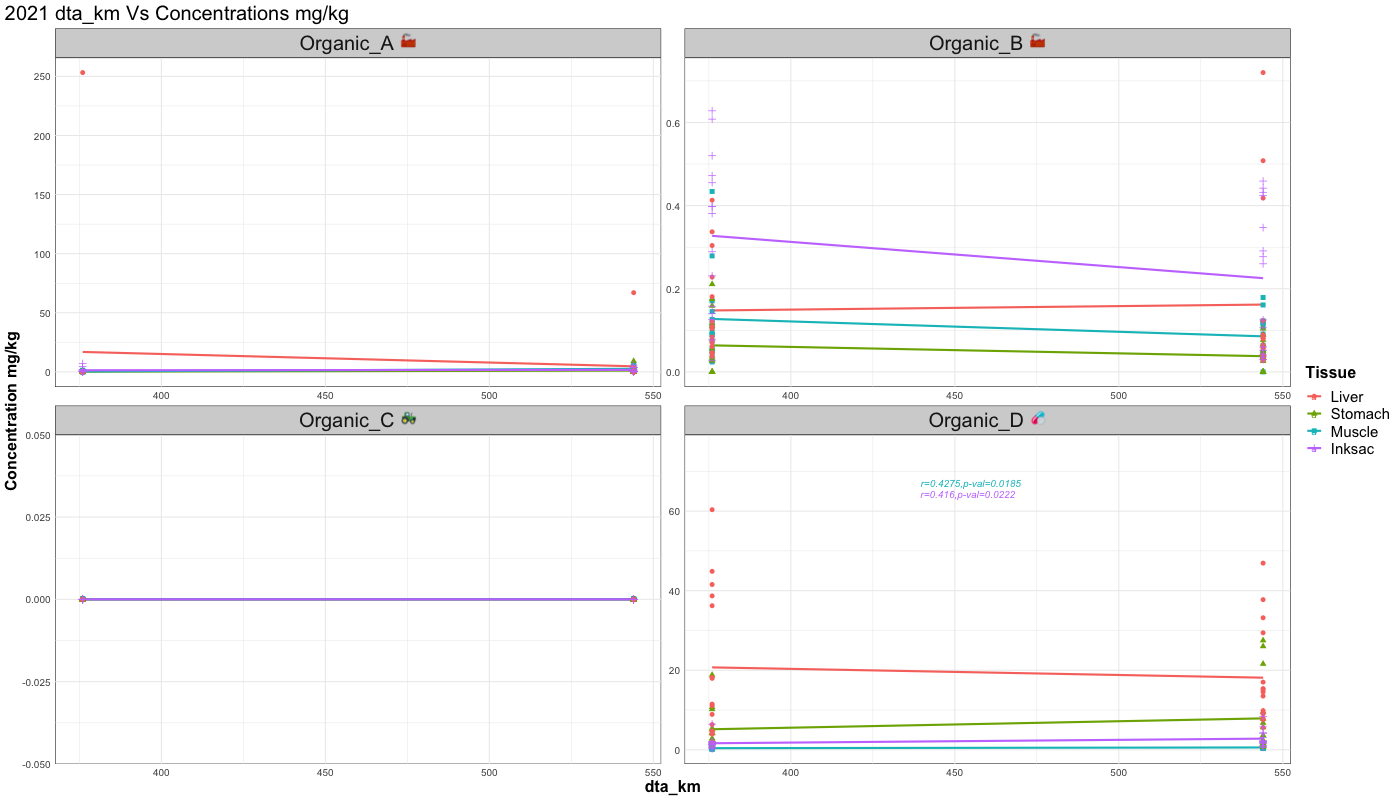 2021 dta_km Vs Concentrations mg/kg
Organic_A
Organic_B
250
200
150
100
50
0
400
450
500
550
0.6
0.4
0.2
0.0
400
450
500
550
Organic_C
Organic_D
0.050
0.025
0.000
-0.025
-0.050
400
450
500
550
r=0.4275,p-val=0.0185
r=0.416,p-val=0.0222
60
40
20
0
400
450
500
550
Concentration mg/kg
dta_km
Tissue
Liver
Stomach
Muscle
Inksac